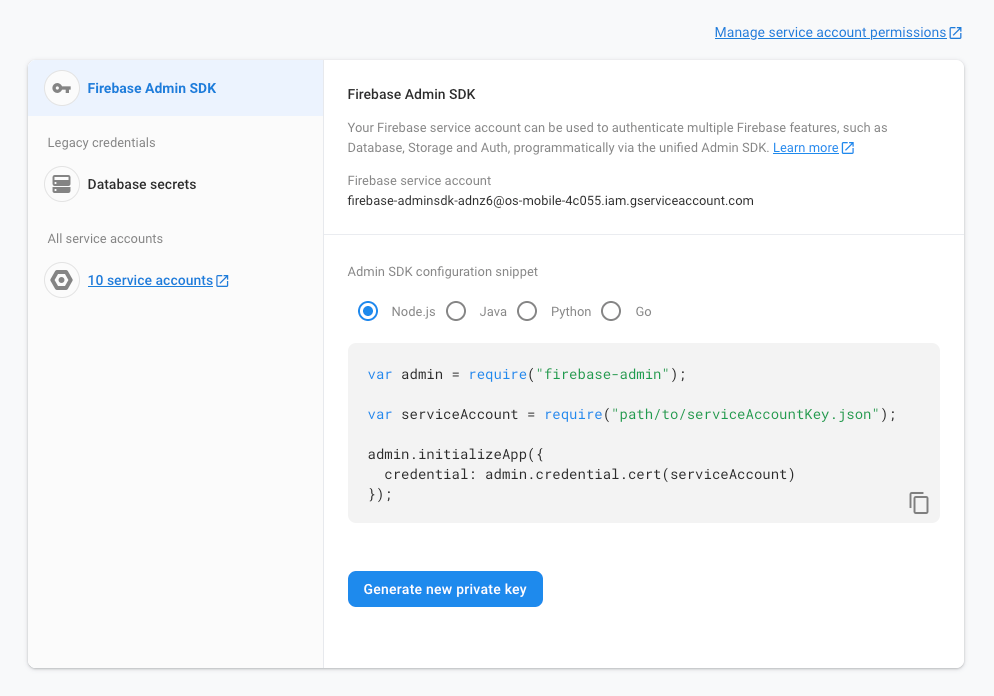 Manage service account permissions
Firebase Admin SDK
Legacy credentials
Database secrets
All service accounts
10 service accounts
Firebase Admin SDK
Your Firebase service account can be used to authenticate multiple Firebase features, such as
Database, Storage and Auth, programmatically via the unified Admin SDK. Learn more
Firebase service account
firebase-adminsdk-adnz6@os-mobile-4c055.iam.gserviceaccount.com
Admin SDK configuration snippet
Node.js Java Python Go
var admin = require("firebase-admin");
var serviceAccount = require("path/to/serviceAccountKey.json");
admin.initializeApp({
  credential: admin.credential.cert(serviceAccount)
});
Generate new private key